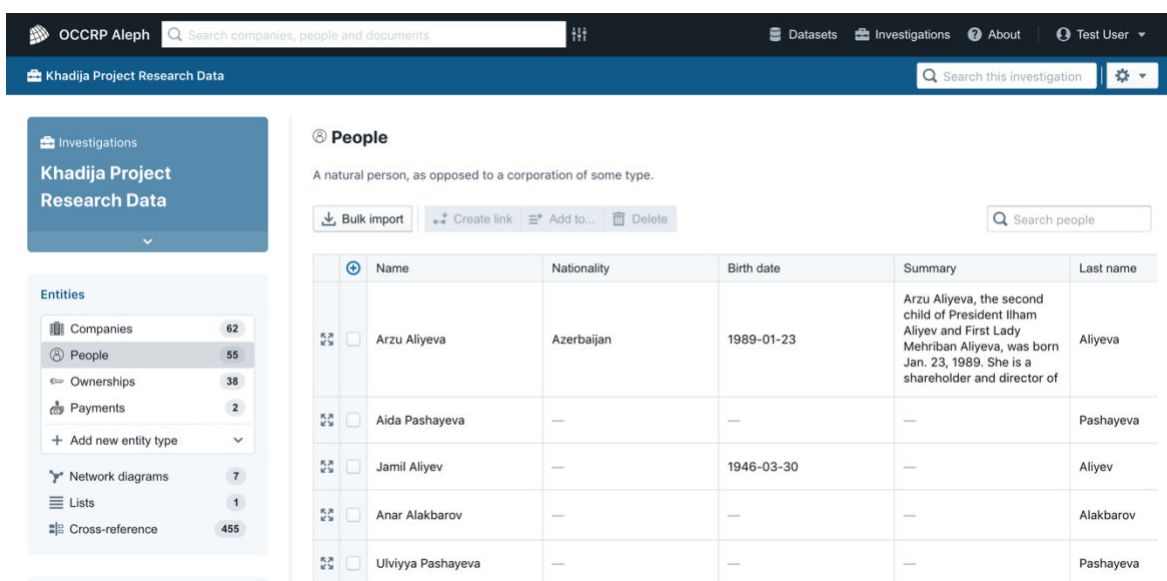 OCCRP Aleph Search companies, people and documents Datasets Investigations About Test User
Khadija Project Research Data Search this investigation
Investigations
Khadija Project
Research Data
Entities
Companies 62
People 55
Ownerships 38
Payments 2
Add new entity type
Network diagrams 7
Lists 1
Cross-reference 455
People
A natural person, as opposed to a corporation of some type.
Bulk import Create link Add to... Delete Search people
Name Nationality Birth date Summary Last name
Arzu Aliyeva Azerbaijan 1989-01-23
Arzu Aliyeva, the second
child of President Ilham
Aliyev and First Lady
Mehriban Aliyeva, was born
Jan. 23, 1989. She is a
shareholder and director of
Aliyeva
Aida Pashayeva — — — Pashayeva
Jamil Aliyev — 1946-03-30 — Aliyev
Anar Alakbarov — — — Alakbarov
Ulviyya Pashayeva — — — Pashayeva